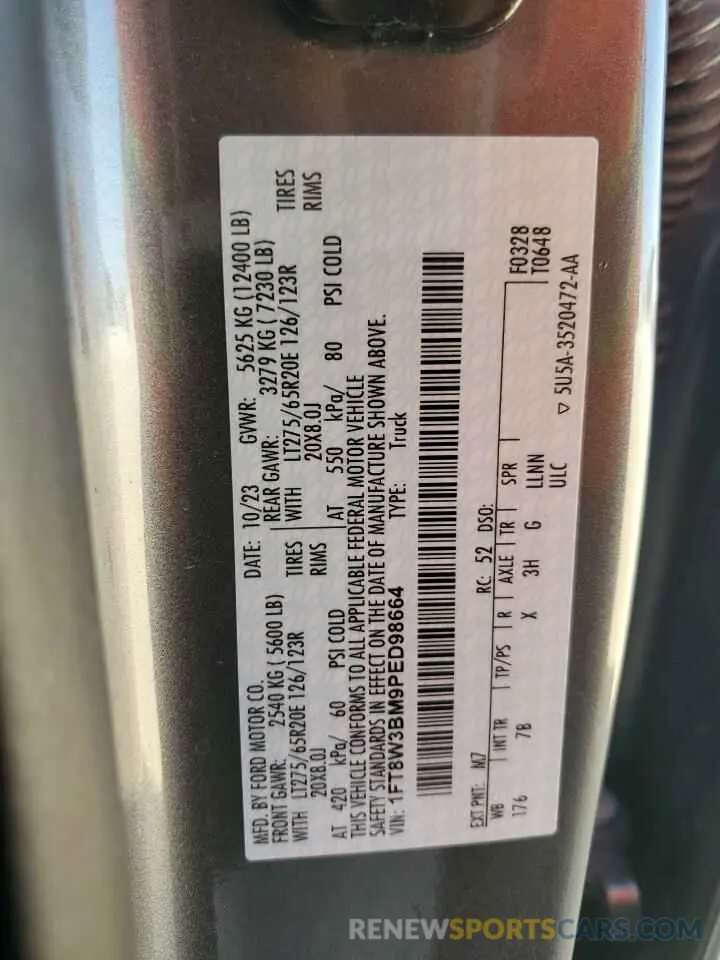 MFD. BY FORD MOTOR CO.
DATE: 10/23 GVWR: 5625 KG (12400 LB)
FRONT GAWR: 2540 KG ( 5600 LB)
REAR GAWR: 3279 KG ( 7230 LB)
WITH LT275/65R20E 126/123R TIRES
WITH LT275/65R20E 126/123R TIRES
20X8.0J RIMS
20X8.0J RIMS
AT 420 kPa/ 60 PSI COLD
AT 550 kPa/ 80 PSI COLD
THIS VEHICLE CONFORMS TO ALL APPLICABLE FEDERAL MOTOR VEHICLE
SAFETY STANDARDS IN EFFECT ON THE DATE OF MANUFACTURE SHOWN ABOVE.
VIN: 1FT8W3BM9PED98664 TYPE: Truck
EXT PNT: M7 RC: 52 DSO:
WB INT TR TP/PS R AXLE TR SPR F0328
176 7B X 3H G LLNN T0648
ULC ▽ 5U5A-3520472-AA
RENEWSPORTSCARS.COM